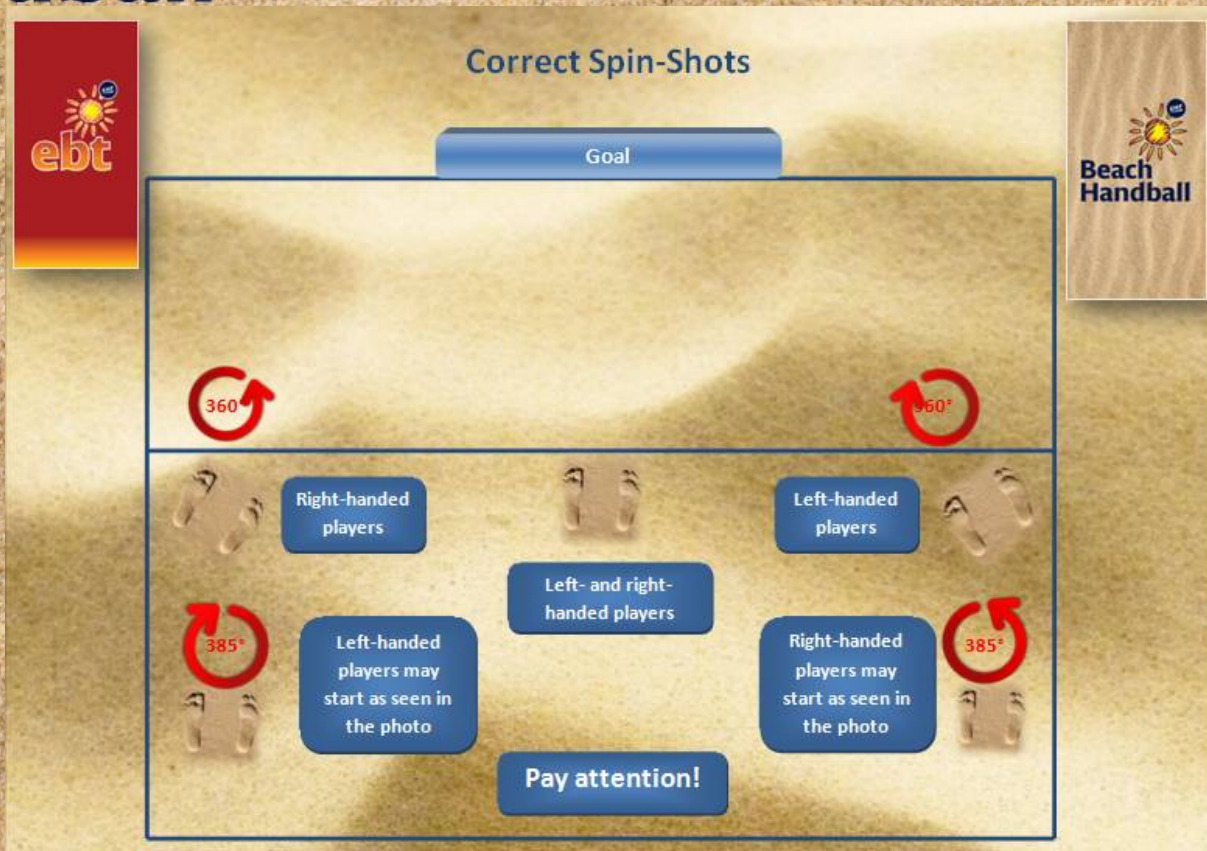 Correct Spin-Shots
ebt
Goal
Beach
Handball
360°
360°
Right-handed
players
Left-handed
players
Left- and right-
handed players
385°
Left-handed
players may
start as seen in
the photo
Right-handed
players may
start as seen in
the photo
385°
Pay attention!